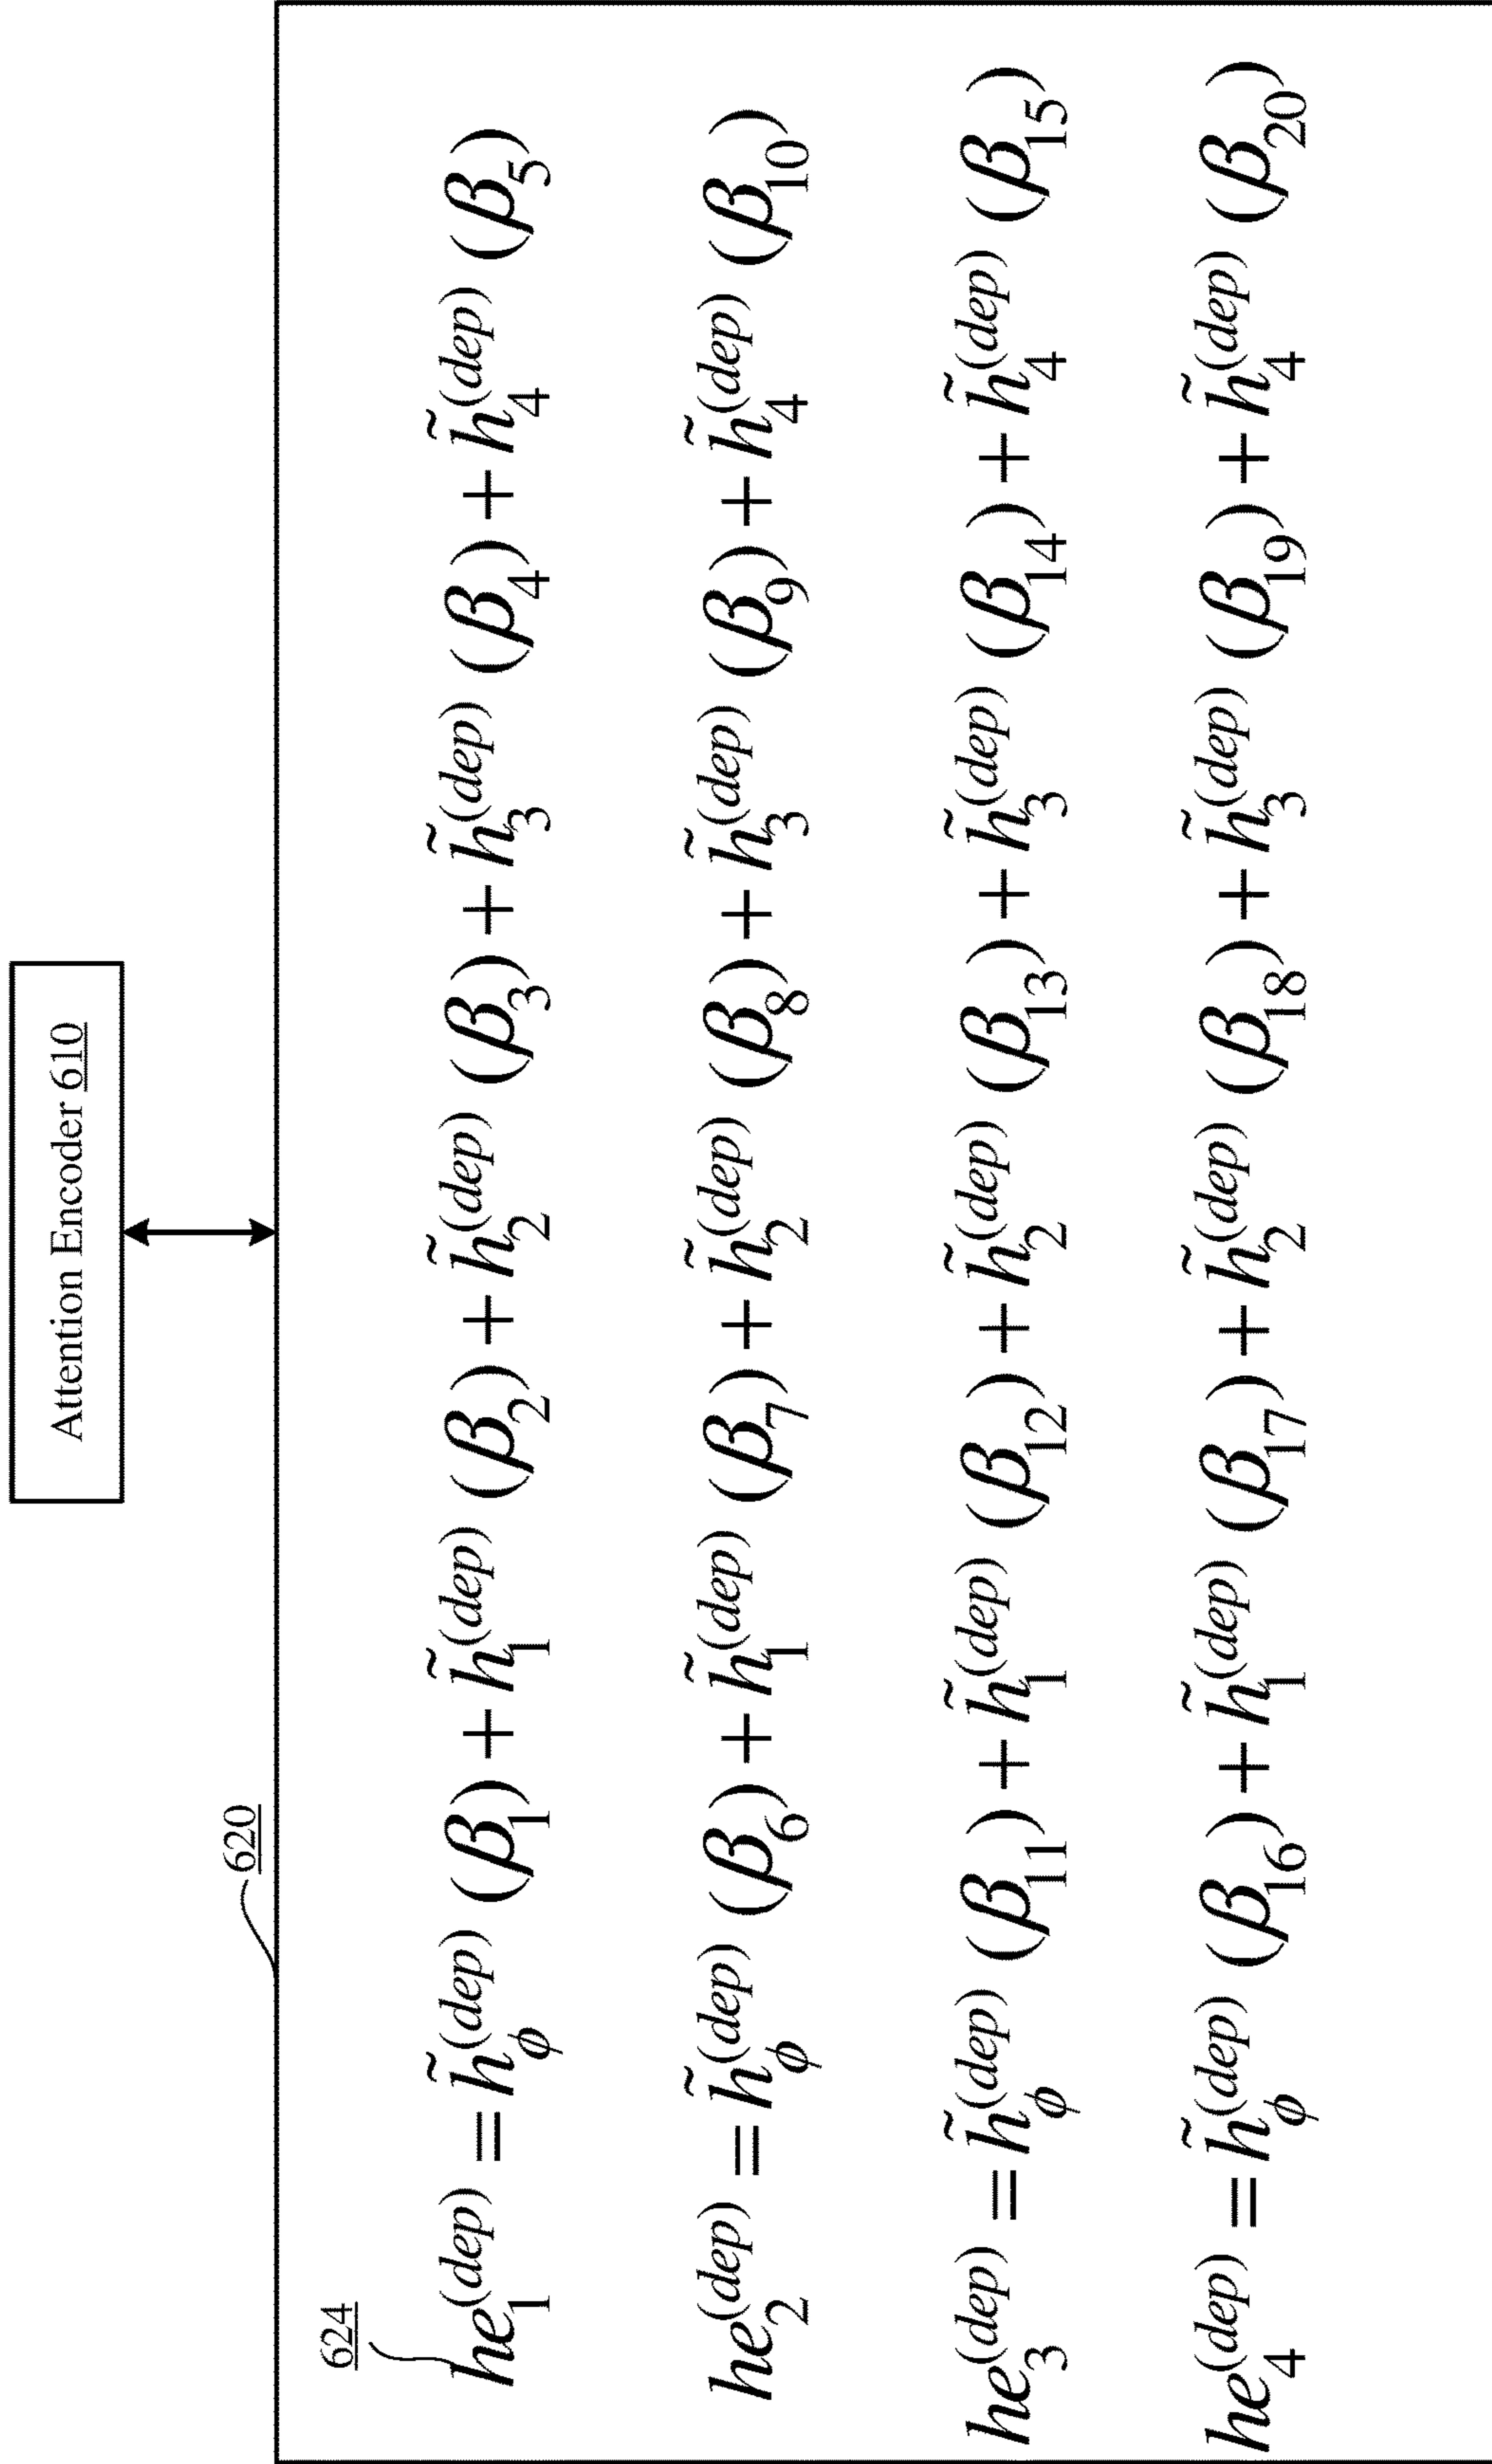 Attention Encoder 610
620
624
he₁^(dep) = h̃_ϕ^(dep) (β₁) + h̃₁^(dep) (β₂) + h̃₂^(dep) (β₃) + h̃₃^(dep) (β₄) + h̃₄^(dep) (β₅)
he₂^(dep) = h̃_ϕ^(dep) (β₆) + h̃₁^(dep) (β₇) + h̃₂^(dep) (β₈) + h̃₃^(dep) (β₉) + h̃₄^(dep) (β₁₀)
he₃^(dep) = h̃_ϕ^(dep) (β₁₁) + h̃₁^(dep) (β₁₂) + h̃₂^(dep) (β₁₃) + h̃₃^(dep) (β₁₄) + h̃₄^(dep) (β₁₅)
he₄^(dep) = h̃_ϕ^(dep) (β₁₆) + h̃₁^(dep) (β₁₇) + h̃₂^(dep) (β₁₈) + h̃₃^(dep) (β₁₉) + h̃₄^(dep) (β₂₀)